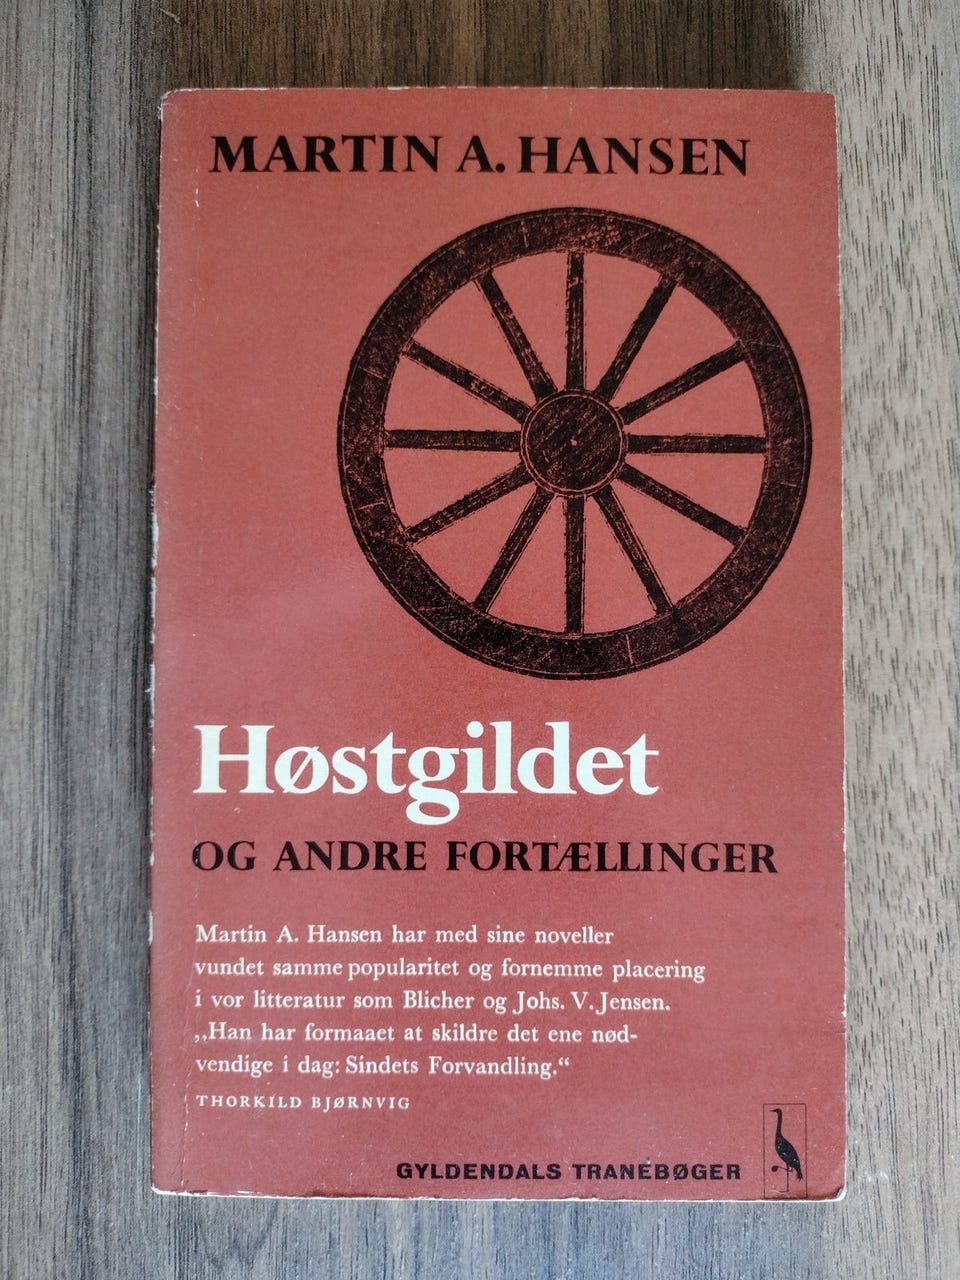 MARTIN A. HANSEN
Høstgildet
OG ANDRE FORTÆLLINGER
Martin A. Hansen har med sine noveller
vundet samme popularitet og fornemme placering
i vor litteratur som Blicher og Johs. V. Jensen.
„Han har formaaet at skildre det ene nød-
vendige i dag: Sindets Forvandling.“
THORKILD BJØRNVIG
GYLDENDALS TRANEBØGER